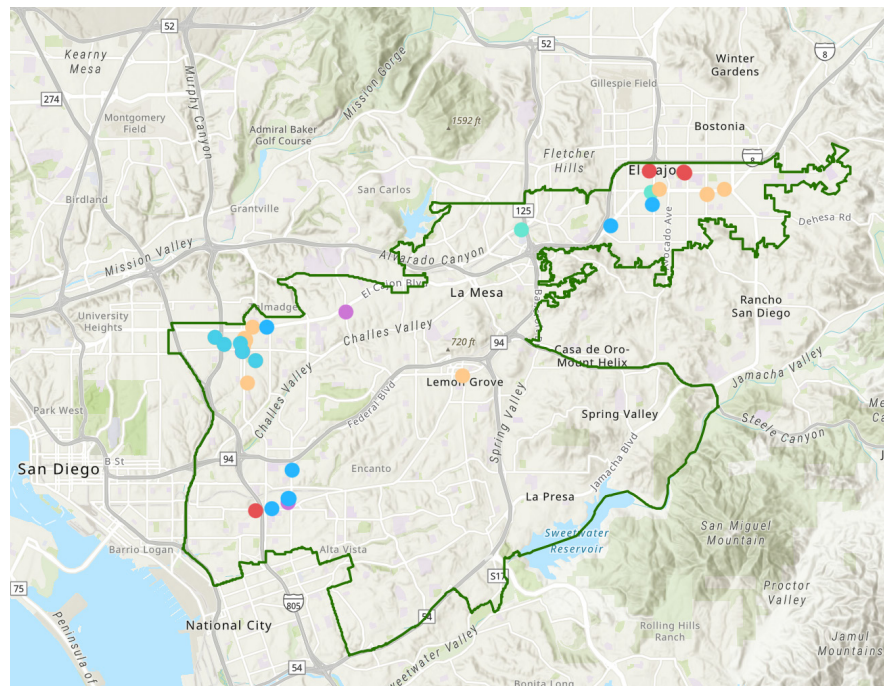 52
Kearny
Mesa
52
Winter
Gardens
8
Murphy Canyon
Mission Gorge
274
Gillespie Field
Montgomery
Field
1592 ft
Admiral Baker
Golf Course
Bostonia
Fletcher
Hills
8
El Cajon
San Carlos
Birdland
Grantville
125
Avocado Ave
Dehesa Rd
Mission Valley
Alvarado Canyon
El Cajon Blvd
La Mesa
Rancho
San Diego
Talmadge
University
Heights
Challes Valley
720 ft
94
Casa de Oro-
Mount Helix
Jamacha Valley
Lemon Grove
Challes Valley
Federal Blvd
Park West
Spring Valley
Spring Valley
Steele Canyon
Jamacha Blvd
B St
94
San Diego
Encanto
La Presa
San Miguel
Mountain
Sweetwater
Reservoir
Barrio Logan
Alta Vista
S17
75
805
Proctor
Valley
54
National City
Rolling Hills
Ranch
Jamul
Mountains
Peninsula of
54
Sweetwater Valley
Bonita Long